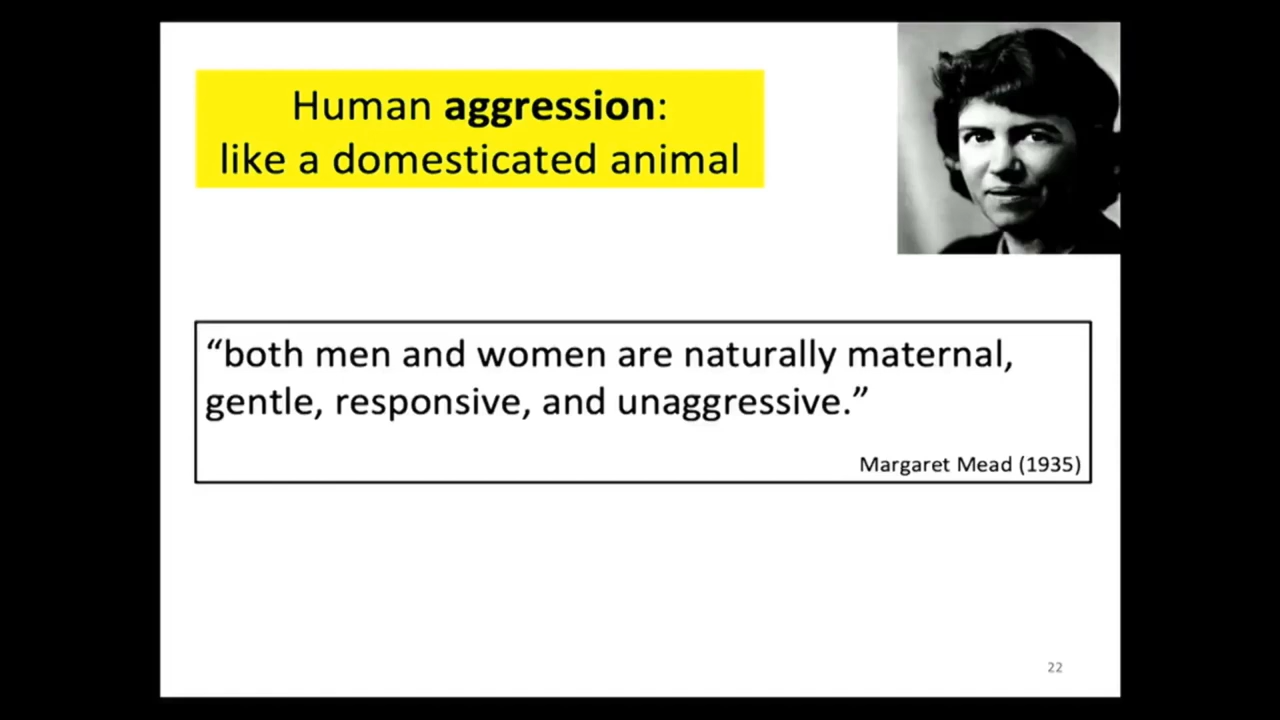 Human aggression:
like a domesticated animal
“both men and women are naturally maternal,
gentle, responsive, and unaggressive.”
Margaret Mead (1935)
22